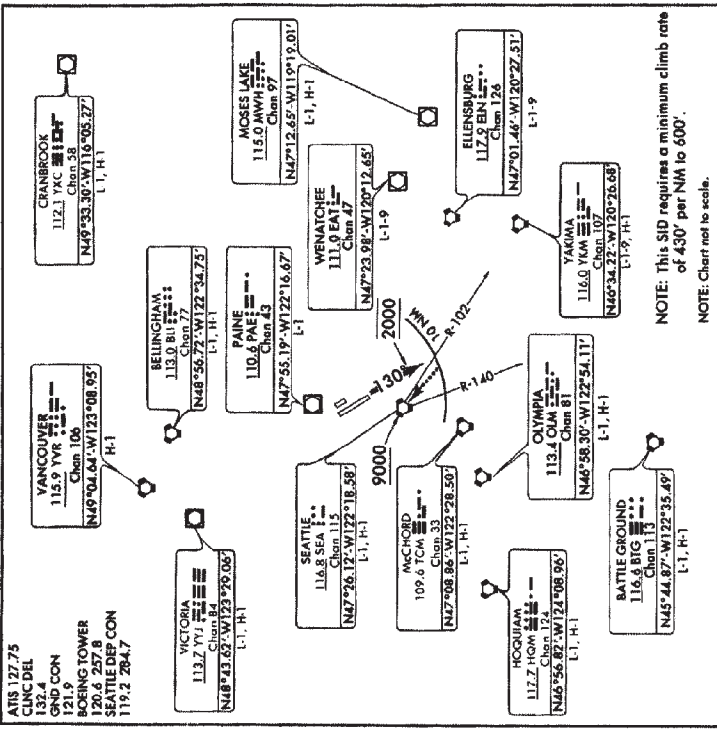 ATIS 127.75
CLNC DEL
132.4
GND CON
121.9
BOEING TOWER
120.6 257.8
SEATTLE DEP CON
119.2 284.7
VANCOUVER
115.9 YVR
Chan 106
N49°04.64'-W123°08.95'
H-1
CRANBROOK
112.1 YXC
Chan 58
N49°33.30'-W116°05.27'
L-1, H-1
BELLINGHAM
113.0 BLI
Chan 77
N48°56.72'-W122°34.75'
L-1, H-1
VICTORIA
113.7 YYJ
Chan 84
N48°43.62'-W123°29.06'
L-1, H-1
PAINE
110.6 PAE
Chan 43
N47°55.19'-W122°16.67'
L-1
MOSES LAKE
115.0 MWH
Chan 97
N47°12.65'-W119°19.01'
L-1, H-1
WENATCHEE
111.0 EAT
Chan 47
N47°23.98'-W120°12.65'
L-1-9
SEATTLE
116.8 SEA
Chan 115
N47°26.12'-W122°18.58'
L-1, H-1
130°
2000
10 NM
9000
R-102
R-140
ELLENSBURG
117.9 ELN
Chan 126
N47°01.46'-W120°27.51'
L-1-9
McCHORD
109.6 TCM
Chan 33
N47°08.86'-W122°28.50'
L-1, H-1
OLYMPIA
113.4 OLM
Chan 81
N46°58.30'-W122°54.11'
L-1, H-1
YAKIMA
116.0 YKM
Chan 107
N46°34.22'-W120°26.68'
L-1-9, H-1
HOQUIAM
117.7 HQM
Chan 124
N46°56.82'-W124°08.96'
L-1, H-1
BATTLE GROUND
116.6 BTG
Chan 113
N45°44.87'-W122°35.49'
L-1, H-1
NOTE: This SID requires a minimum climb rate
of 430' per NM to 600'.
NOTE: Chart not to scale.